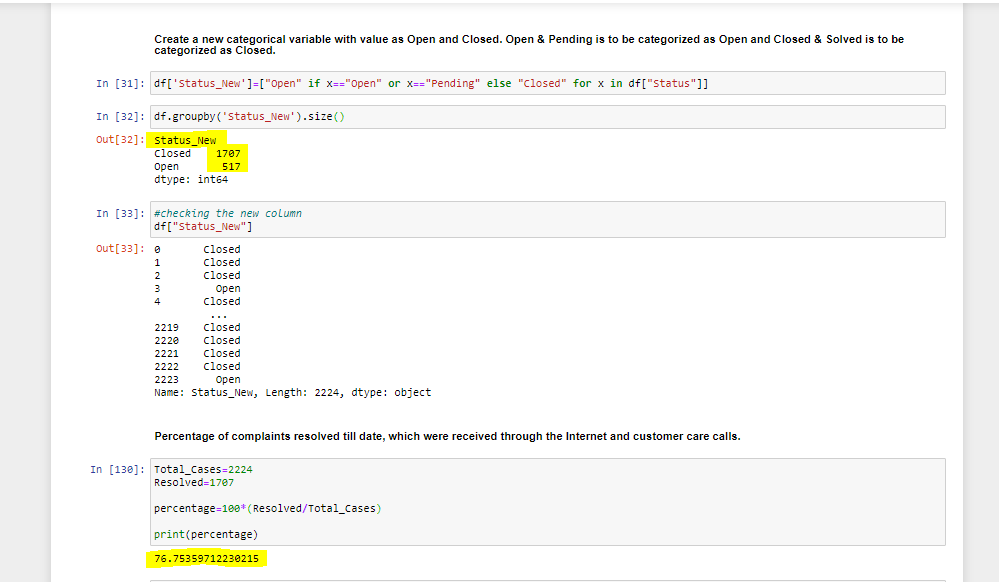 Create a new categorical variable with value as Open and Closed. Open & Pending is to be categorized as Open and Closed & Solved is to be
categorized as Closed.
In [31]: df['Status_New']=["Open" if x=="Open" or x=="Pending" else "Closed" for x in df["Status"]]
In [32]: df.groupby('Status_New').size()
Out[32]: Status_New
Closed 1707
Open 517
dtype: int64
In [33]: #checking the new column
df["Status_New"]
Out[33]: 0 Closed
1 Closed
2 Closed
3 Open
4 Closed
...
2219 Closed
2220 Closed
2221 Closed
2222 Closed
2223 Open
Name: Status_New, Length: 2224, dtype: object
Percentage of complaints resolved till date, which were received through the Internet and customer care calls.
In [130]: Total_Cases=2224
Resolved=1707
percentage=100*(Resolved/Total_Cases)
print(percentage)
76.75359712230215